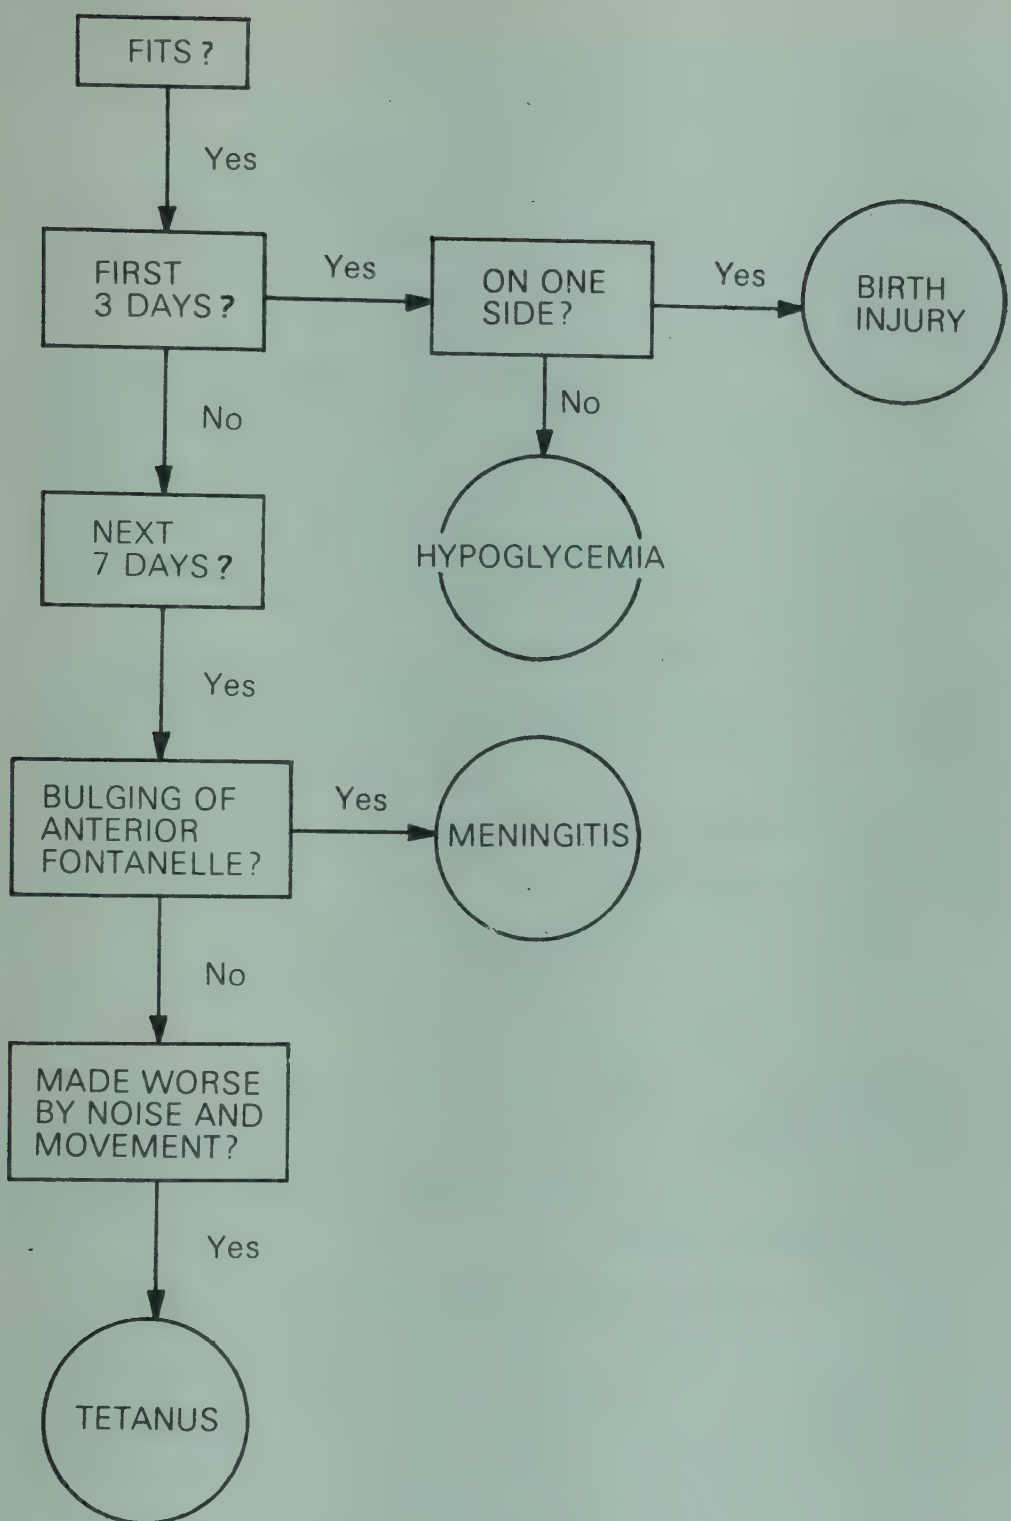 FITS?
Yes
FIRST
3 DAYS?
Yes
ON ONE
SIDE?
Yes
BIRTH
INJURY
No
No
HYPOGLYCEMIA
NEXT
7 DAYS?
Yes
BULGING OF
ANTERIOR
FONTANELLE?
Yes
MENINGITIS
No
MADE WORSE
BY NOISE AND
MOVEMENT?
Yes
TETANUS